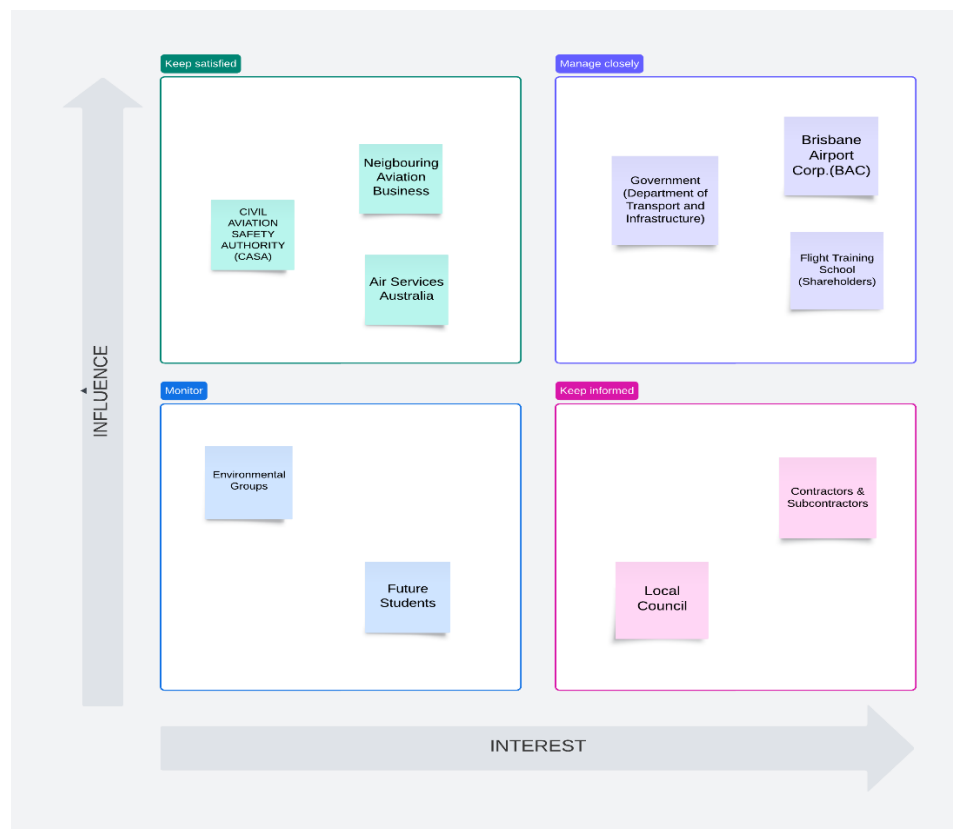 Keep satisfied
Neigbouring
Aviation
Business
CIVIL
AVIATION
SAFETY
AUTHORITY
(CASA)
Air Services
Australia
Manage closely
Brisbane
Airport
Corp.(BAC)
Government
(Department of
Transport and
Infrastructure)
Flight Training
School
(Shareholders)
INFLUENCE
Monitor
Environmental
Groups
Future
Students
Keep informed
Contractors &
Subcontractors
Local
Council
INTEREST